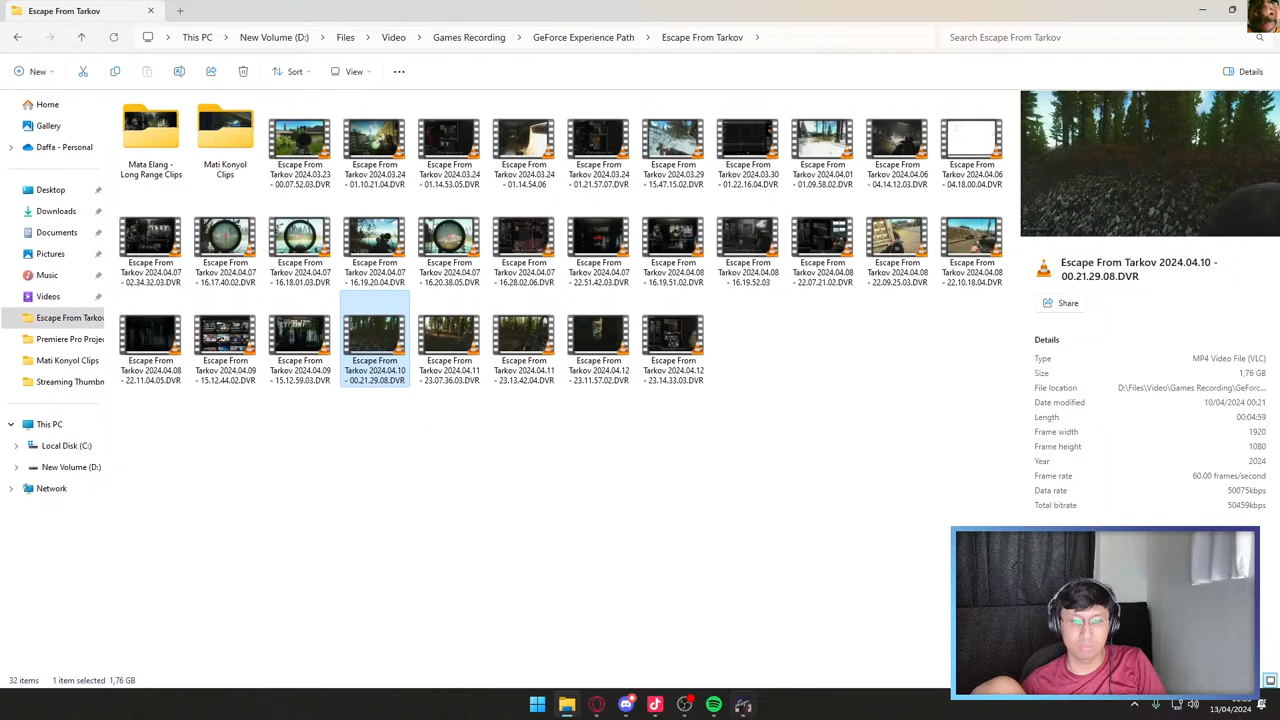 Escape From Tarkov
This PC
New Volume (D:)
Files
Video
Games Recording
GeForce Experience Path
Escape From Tarkov
Search Escape From Tarkov
New
Sort
View
Details
Home
Gallery
Daffa - Personal
Desktop
Downloads
Documents
Pictures
Music
Videos
Escape From Tarkov
Premiere Pro Proje
Mati Konyol Clips
Streaming Thumbn
This PC
Local Disk (C:)
New Volume (D:)
Network
Mata Elang -
Long Range Clips
Mati Konyol
Clips
Escape From
Tarkov 2024.03.23
- 00.07.52.03.DVR
Escape From
Tarkov 2024.03.24
- 01.10.21.04.DVR
Escape From
Tarkov 2024.03.24
- 01.14.53.05.DVR
Escape From
Tarkov 2024.03.24
- 01.14.54.06
Escape From
Tarkov 2024.03.24
- 01.21.57.07.DVR
Escape From
Tarkov 2024.03.29
- 15.47.15.02.DVR
Escape From
Tarkov 2024.03.30
- 01.22.16.04.DVR
Escape From
Tarkov 2024.04.01
- 01.09.58.02.DVR
Escape From
Tarkov 2024.04.06
- 04.14.12.03.DVR
Escape From
Tarkov 2024.04.06
- 04.18.00.04.DVR
Escape From
Tarkov 2024.04.07
- 02.34.32.03.DVR
Escape From
Tarkov 2024.04.07
- 16.17.40.02.DVR
Escape From
Tarkov 2024.04.07
- 16.18.01.03.DVR
Escape From
Tarkov 2024.04.07
- 16.19.20.04.DVR
Escape From
Tarkov 2024.04.07
- 16.20.38.05.DVR
Escape From
Tarkov 2024.04.07
- 16.28.02.06.DVR
Escape From
Tarkov 2024.04.07
- 22.51.42.03.DVR
Escape From
Tarkov 2024.04.08
- 16.19.51.02.DVR
Escape From
Tarkov 2024.04.08
- 16.19.52.03
Escape From
Tarkov 2024.04.08
- 22.07.21.02.DVR
Escape From
Tarkov 2024.04.08
- 22.09.25.03.DVR
Escape From
Tarkov 2024.04.08
- 22.10.18.04.DVR
Escape From
Tarkov 2024.04.08
- 22.11.04.05.DVR
Escape From
Tarkov 2024.04.09
- 15.12.44.02.DVR
Escape From
Tarkov 2024.04.09
- 15.12.59.03.DVR
Escape From
Tarkov 2024.04.10
- 00.21.29.08.DVR
Escape From
Tarkov 2024.04.11
- 23.07.36.03.DVR
Escape From
Tarkov 2024.04.11
- 23.13.42.04.DVR
Escape From
Tarkov 2024.04.12
- 23.11.57.02.DVR
Escape From
Tarkov 2024.04.12
- 23.14.33.03.DVR
Escape From Tarkov 2024.04.10 -
00.21.29.08.DVR
Share
Details
Type MP4 Video File (VLC)
Size 1,76 GB
File location D:\Files\Video\Games Recording\GeForc...
Date modified 10/04/2024 00:21
Length 00:04:59
Frame width 1920
Frame height 1080
Year 2024
Frame rate 60.00 frames/second
Data rate 50075kbps
Total bitrate 50459kbps
32 items 1 item selected 1,76 GB
13/04/2024